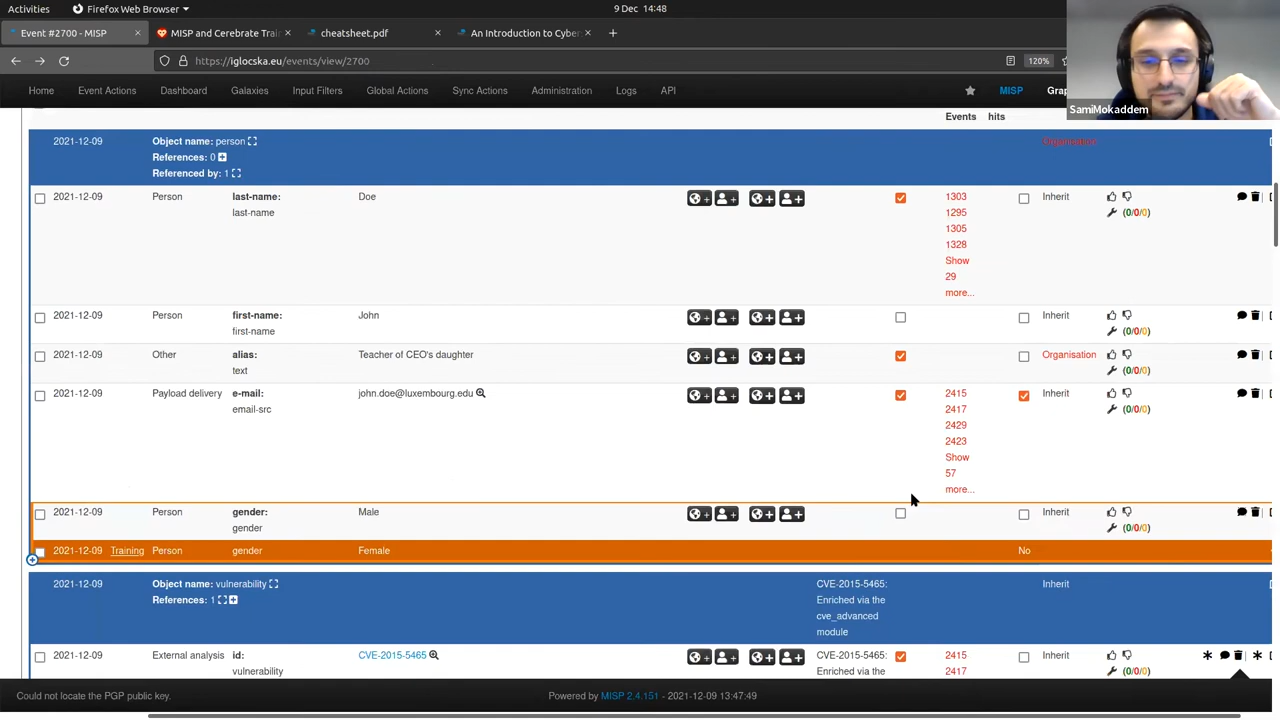 Activities
Firefox Web Browser
9 Dec 14:48
Event #2700 - MISP
MISP and Cerebrate Trai
cheatsheet.pdf
An Introduction to Cyber
https://iglocska.eu/events/view/2700
120%
SamiMokaddem
Home Event Actions Dashboard Galaxies Input Filters Global Actions Sync Actions Administration Logs API MISP
Events hits
2021-12-09 Object name: person Organisation
References: 0
Referenced by: 1
2021-12-09 Person last-name: Doe 1303 Inherit
last-name 1295 (0/0/0)
1305
1328
Show
29
more...
2021-12-09 Person first-name: John Inherit
first-name (0/0/0)
2021-12-09 Other alias: Teacher of CEO's daughter Organisation
text (0/0/0)
2021-12-09 Payload delivery e-mail: john.doe@luxembourg.edu 2415 Inherit
email-src 2417 (0/0/0)
2429
2423
Show
57
more...
2021-12-09 Person gender: Male Inherit
gender (0/0/0)
2021-12-09 Training Person gender Female No
2021-12-09 Object name: vulnerability CVE-2015-5465: Inherit
References: 1 Enriched via the
cve_advanced
module
2021-12-09 External analysis id: CVE-2015-5465 CVE-2015-5465: 2415 Inherit
vulnerability Enriched via the 2417 (0/0/0)
Could not locate the PGP public key.
Powered by MISP 2.4.151 - 2021-12-09 13:47:49